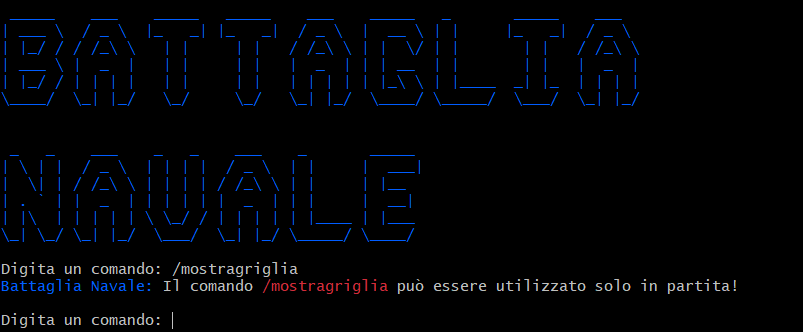 BATTAGLIA
NAVALE
Digita un comando: /mostragriglia
Battaglia Navale: Il comando /mostragriglia può essere utilizzato solo in partita!
Digita un comando: